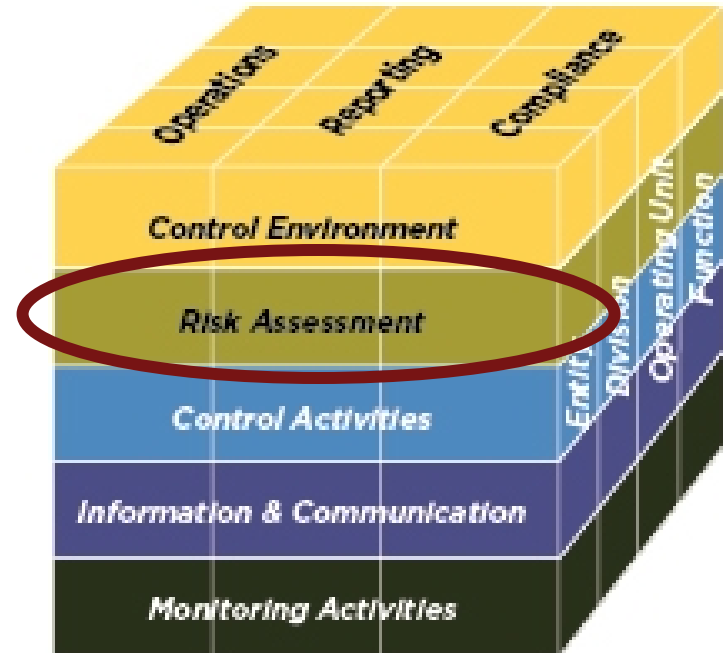 Operations
Reporting
Compliance
Control Environment
Risk Assessment
Control Activities
Information & Communication
Monitoring Activities
Entity
Division
Operating Unit
Function